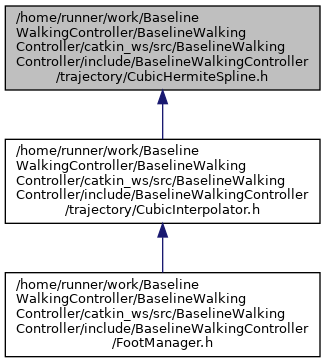 /home/runner/work/Baseline
WalkingController/BaselineWalking
Controller/catkin_ws/src/BaselineWalking
Controller/include/BaselineWalkingController
/trajectory/CubicHermiteSpline.h
/home/runner/work/Baseline
WalkingController/BaselineWalking
Controller/catkin_ws/src/BaselineWalking
Controller/include/BaselineWalkingController
/trajectory/CubicInterpolator.h
/home/runner/work/Baseline
WalkingController/BaselineWalking
Controller/catkin_ws/src/BaselineWalking
Controller/include/BaselineWalkingController
/FootManager.h